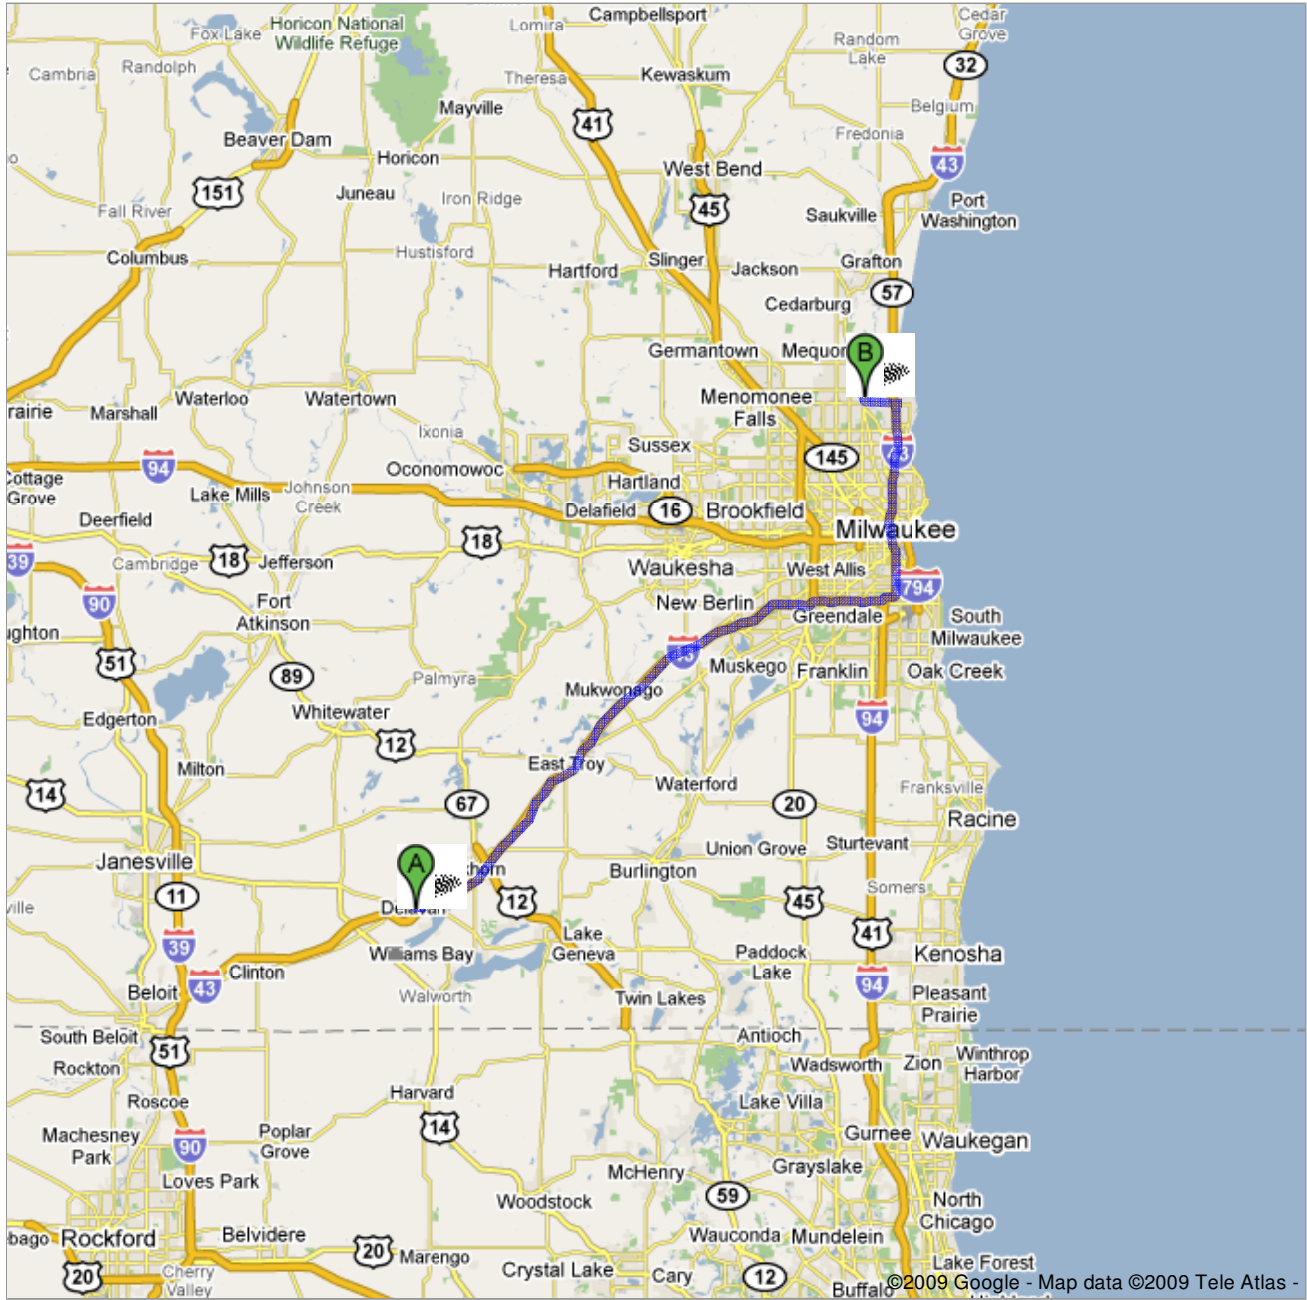 Campbellsport
Cedar
Grove
Horicon National
Wildlife Refuge
Fox Lake
Lomira
Random
Lake
32
Cambria
Randolph
Theresa
Kewaskum
Belgium
Mayville
41
Fredonia
Beaver Dam
Horicon
West Bend
43
151
Juneau
Iron Ridge
45
Port
Washington
Fall River
Saukville
Columbus
Hustisford
Hartford
Slinger
Jackson
Grafton
57
Cedarburg
Germantown
Mequon
B
rairie
Marshall
Waterloo
Watertown
Menomonee
Falls
Ixonia
Sussex
145
43
Cottage
Grove
94
Lake Mills
Johnson
Creek
Oconomowoc
Hartland
Delafield
16
Brookfield
Deerfield
Milwaukee
39
Cambridge
18
Jefferson
18
Waukesha
West Allis
90
Fort
Atkinson
New Berlin
794
Greendale
South
Milwaukee
ughton
51
89
Palmyra
43
Muskego
Franklin
Oak Creek
Mukwonago
Edgerton
Whitewater
94
12
Milton
East Troy
Waterford
Franksville
14
67
20
Racine
Janesville
Union Grove
Sturtevant
A
khorn
Burlington
Somers
11
12
45
ville
Delavan
41
39
Williams Bay
Lake
Geneva
Paddock
Lake
Kenosha
Clinton
43
94
Beloit
Walworth
Twin Lakes
Pleasant
Prairie
South Beloit
51
Antioch
Rockton
Wadsworth
Zion
Winthrop
Harbor
Roscoe
Harvard
Lake Villa
Machesney
Park
90
Poplar
Grove
14
Gurnee
Waukegan
Loves Park
McHenry
Grayslake
Woodstock
59
North
Chicago
bago
Rockford
Belvidere
20
Marengo
Wauconda
Mundelein
20
Cherry
Valley
Crystal Lake
Cary
12
Lake Forest
Buffalo
©2009 Google - Map data ©2009 Tele Atlas -